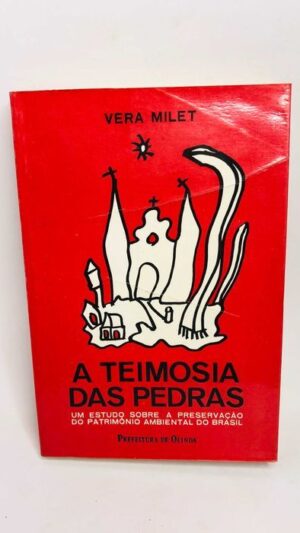 VERA MILET
A TEIMOSIA
DAS PEDRAS
UM ESTUDO SOBRE A PRESERVAÇÃO
DO PATRIMÔNIO AMBIENTAL DO BRASIL
PREFEITURA DE OLINDA